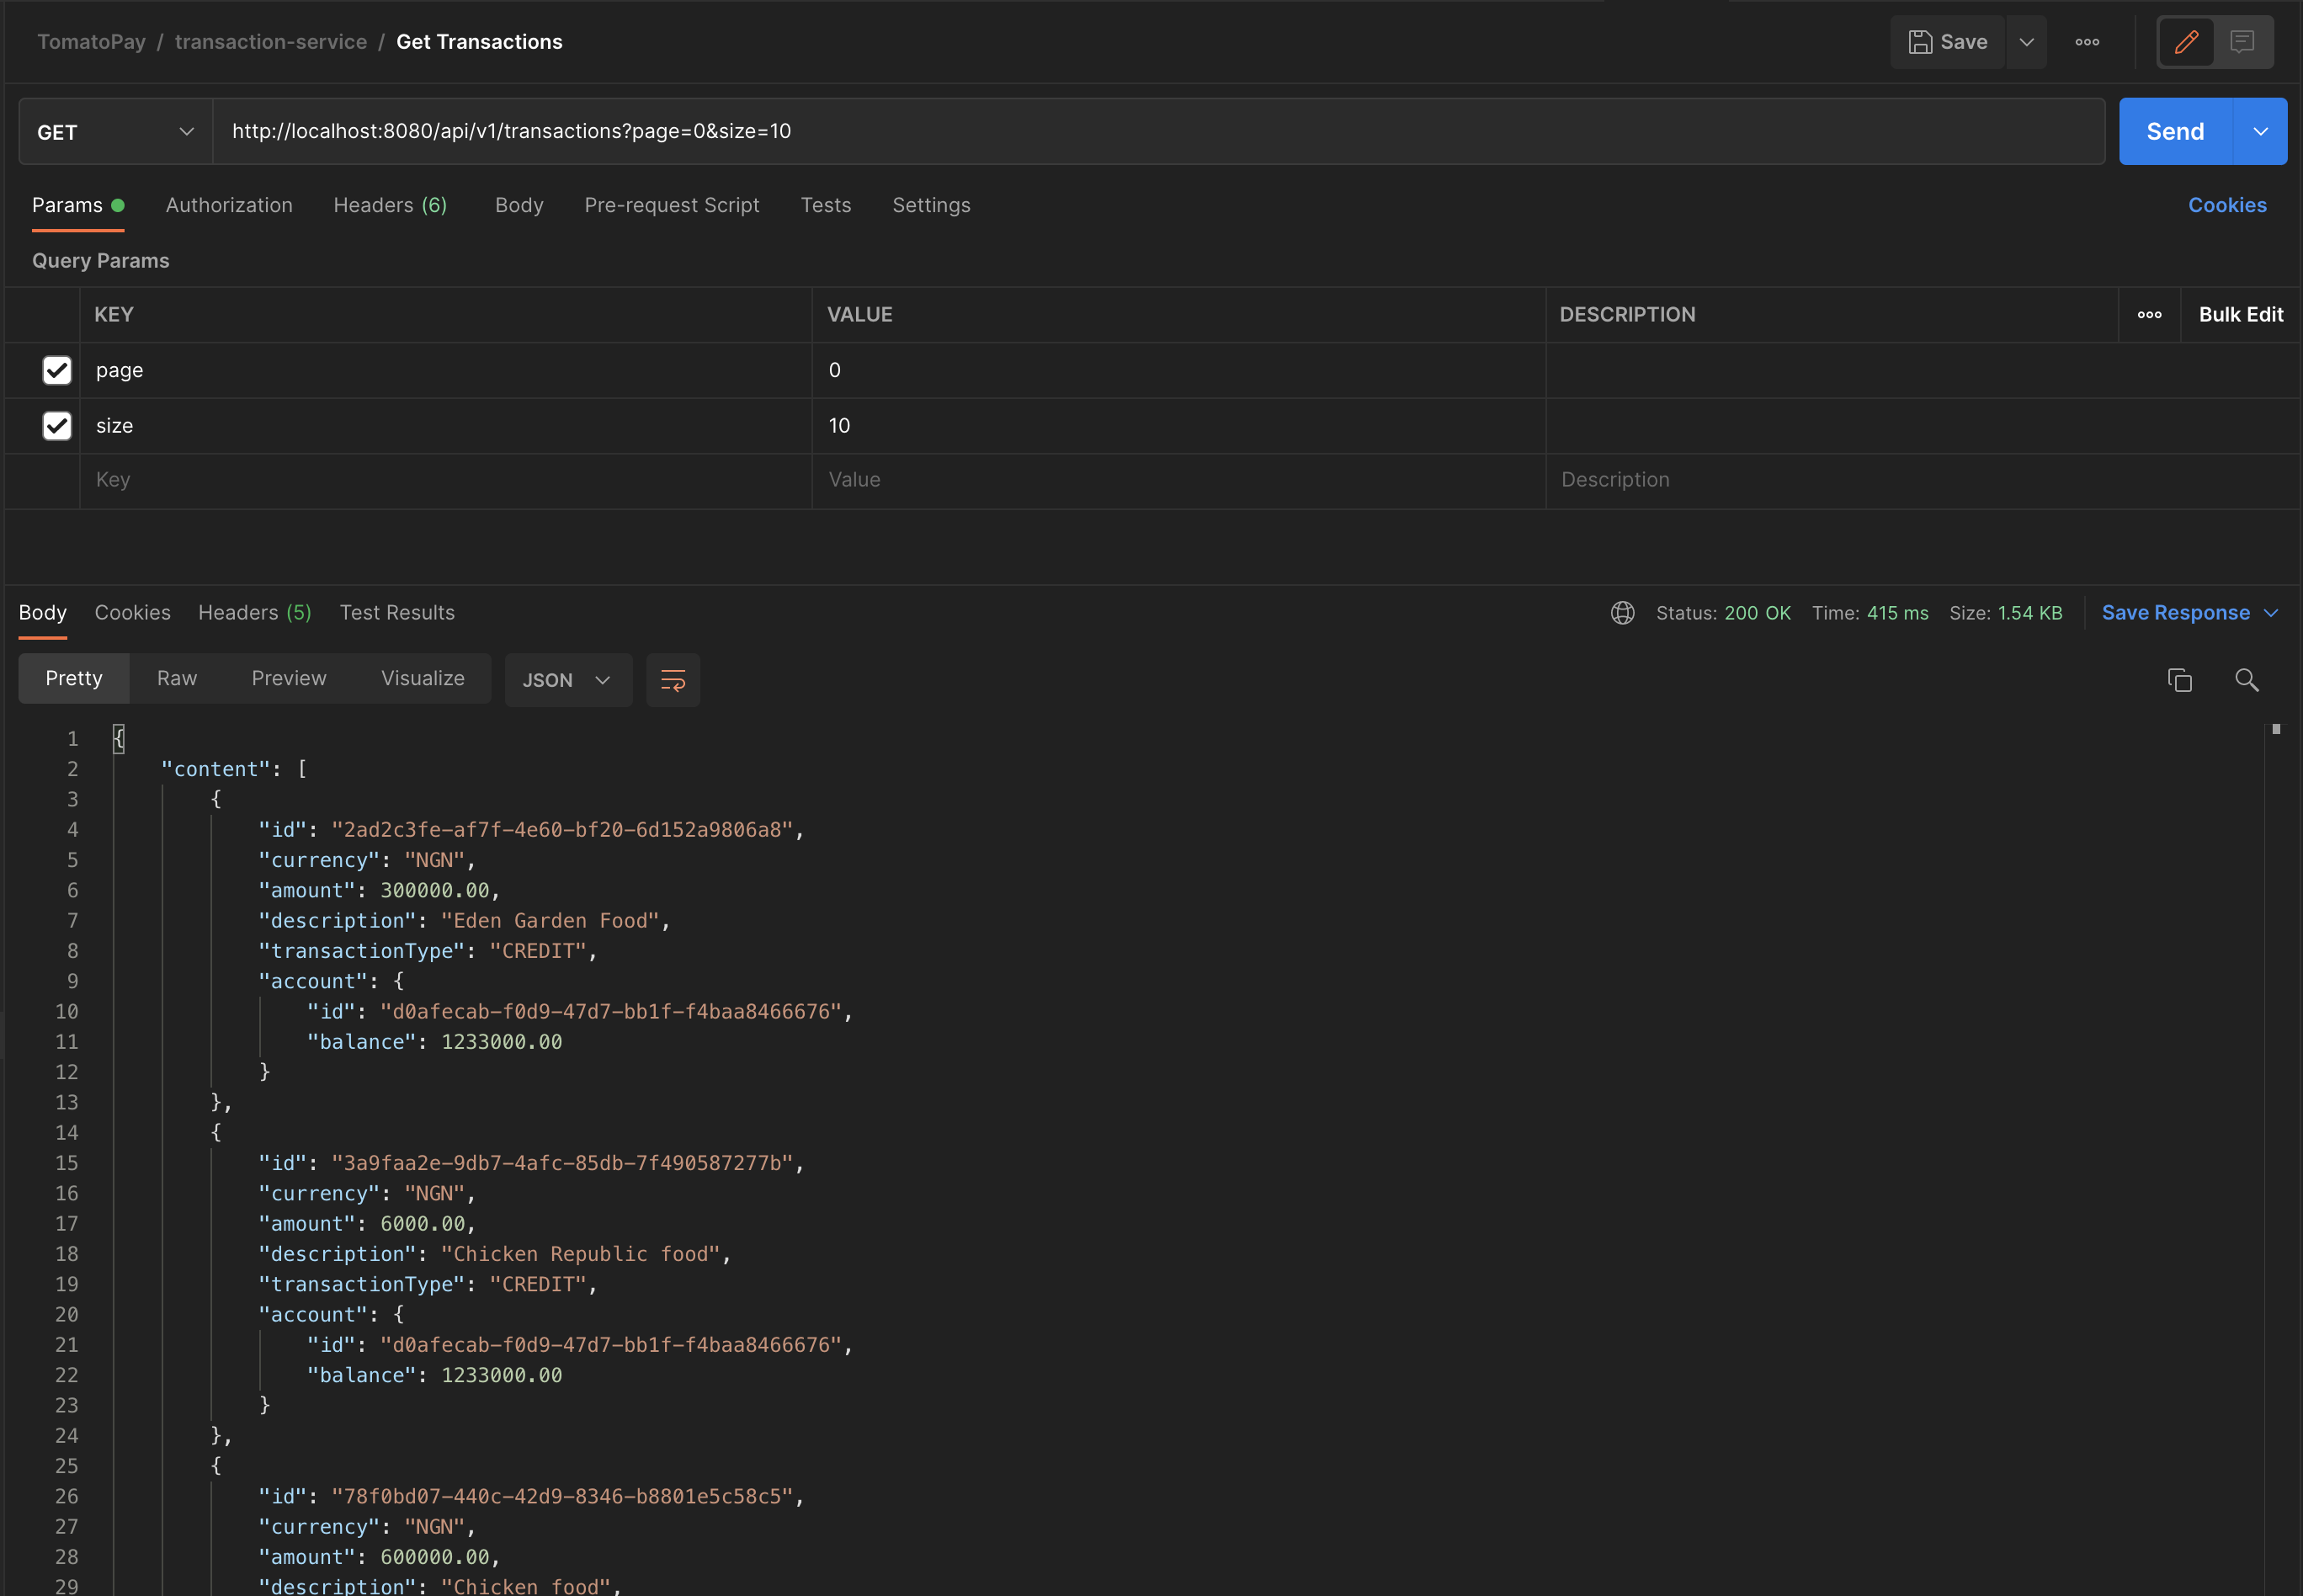 TomatoPay / transaction-service / Get Transactions
Save
GET
http://localhost:8080/api/v1/transactions?page=0&size=10
Send
Params Authorization Headers (6) Body Pre-request Script Tests Settings Cookies
Query Params
KEY VALUE DESCRIPTION Bulk Edit
page 0
size 10
Key Value Description
Body Cookies Headers (5) Test Results Status: 200 OK Time: 415 ms Size: 1.54 KB Save Response
Pretty Raw Preview Visualize JSON
1 {
2 "content": [
3 {
4 "id": "2ad2c3fe-af7f-4e60-bf20-6d152a9806a8",
5 "currency": "NGN",
6 "amount": 300000.00,
7 "description": "Eden Garden Food",
8 "transactionType": "CREDIT",
9 "account": {
10 "id": "d0afecab-f0d9-47d7-bb1f-f4baa8466676",
11 "balance": 1233000.00
12 }
13 },
14 {
15 "id": "3a9faa2e-9db7-4afc-85db-7f490587277b",
16 "currency": "NGN",
17 "amount": 6000.00,
18 "description": "Chicken Republic food",
19 "transactionType": "CREDIT",
20 "account": {
21 "id": "d0afecab-f0d9-47d7-bb1f-f4baa8466676",
22 "balance": 1233000.00
23 }
24 },
25 {
26 "id": "78f0bd07-440c-42d9-8346-b8801e5c58c5",
27 "currency": "NGN",
28 "amount": 600000.00,
29 "description": "Chicken food",